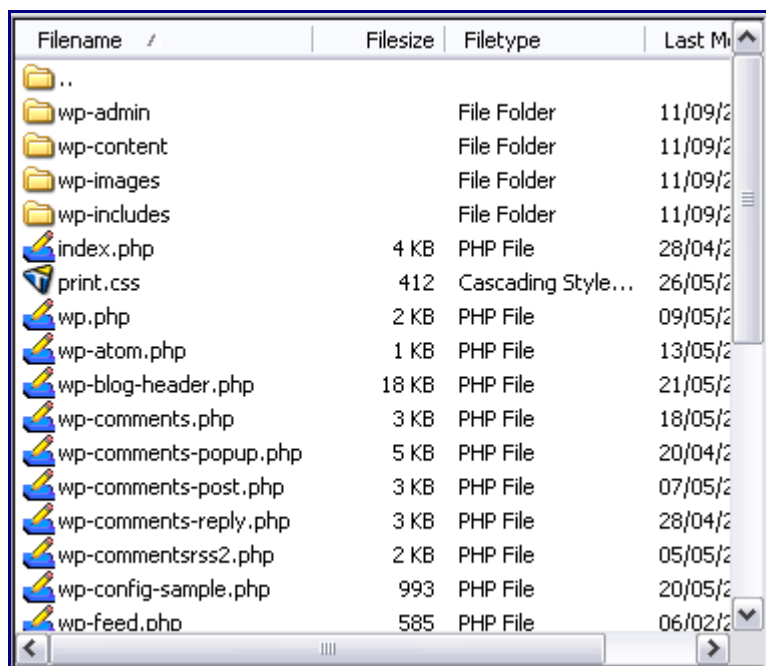 Filename Filesize Filetype Last M
..
wp-admin File Folder 11/09/2
wp-content File Folder 11/09/2
wp-images File Folder 11/09/2
wp-includes File Folder 11/09/2
index.php 4 KB PHP File 28/04/2
print.css 412 Cascading Style... 26/05/2
wp.php 2 KB PHP File 09/05/2
wp-atom.php 1 KB PHP File 13/05/2
wp-blog-header.php 18 KB PHP File 21/05/2
wp-comments.php 3 KB PHP File 18/05/2
wp-comments-popup.php 5 KB PHP File 20/04/2
wp-comments-post.php 3 KB PHP File 07/05/2
wp-comments-reply.php 3 KB PHP File 28/04/2
wp-commentsrss2.php 2 KB PHP File 05/05/2
wp-config-sample.php 993 PHP File 20/05/2
wp-feed.php 585 PHP File 06/02/2